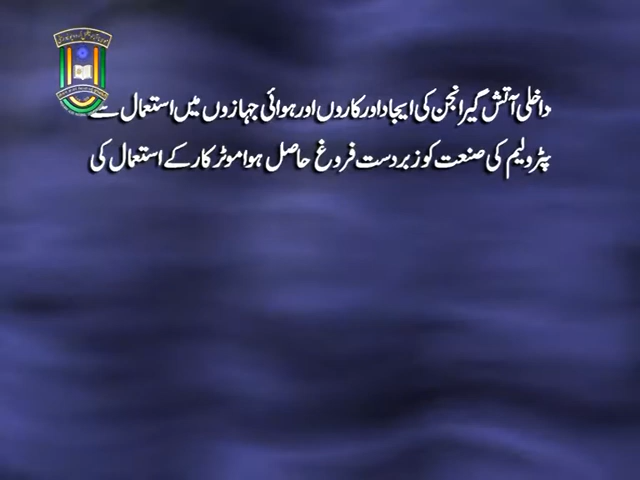 داخلی آتش گیر انجن کی ایجاد اور کاروں اور ہوائی جہازوں میں استعمال سے
پٹرولیم کی صنعت کو زبردست فروغ حاصل ہوا موٹر کار کے استعمال کی